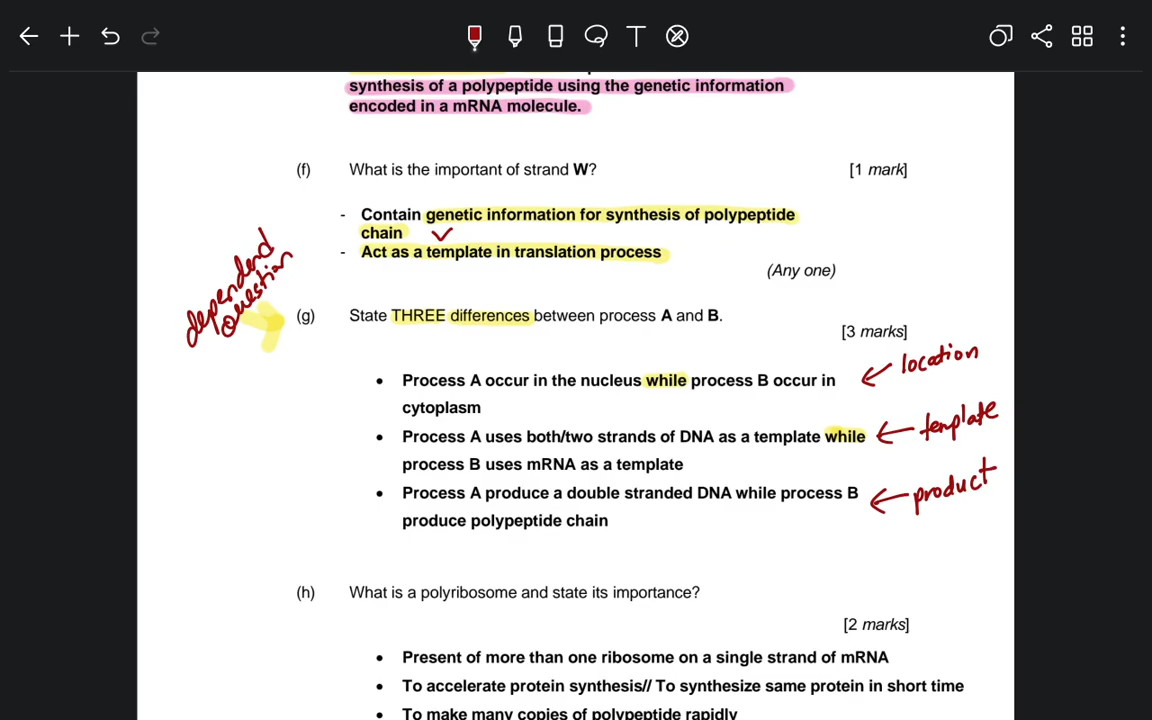 synthesis of a polypeptide using the genetic information
encoded in a mRNA molecule.
(f) What is the important of strand W? [1 mark]
- Contain genetic information for synthesis of polypeptide
chain
- Act as a template in translation process
(Any one)
dependend
question
(g) State THREE differences between process A and B.
[3 marks]
• Process A occur in the nucleus while process B occur in
cytoplasm
← location
• Process A uses both/two strands of DNA as a template while
process B uses mRNA as a template
← template
• Process A produce a double stranded DNA while process B
produce polypeptide chain
← product
(h) What is a polyribosome and state its importance?
[2 marks]
• Present of more than one ribosome on a single strand of mRNA
• To accelerate protein synthesis// To synthesize same protein in short time
• To make many copies of polypeptide rapidly